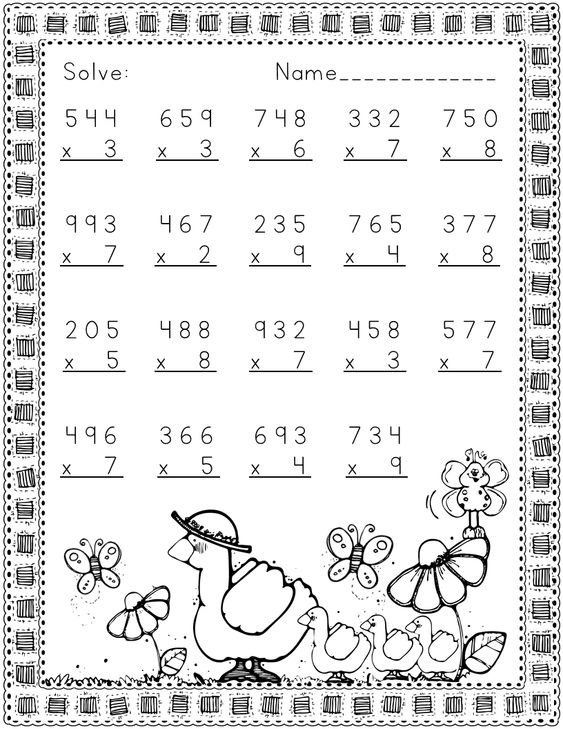 Solve: Name_____________
544 659 748 332 750
x 3 x 3 x 6 x 7 x 8
993 467 235 765 377
x 7 x 2 x 9 x 4 x 8
205 488 932 458 577
x 5 x 8 x 7 x 3 x 7
496 366 693 734
x 7 x 5 x 4 x 9